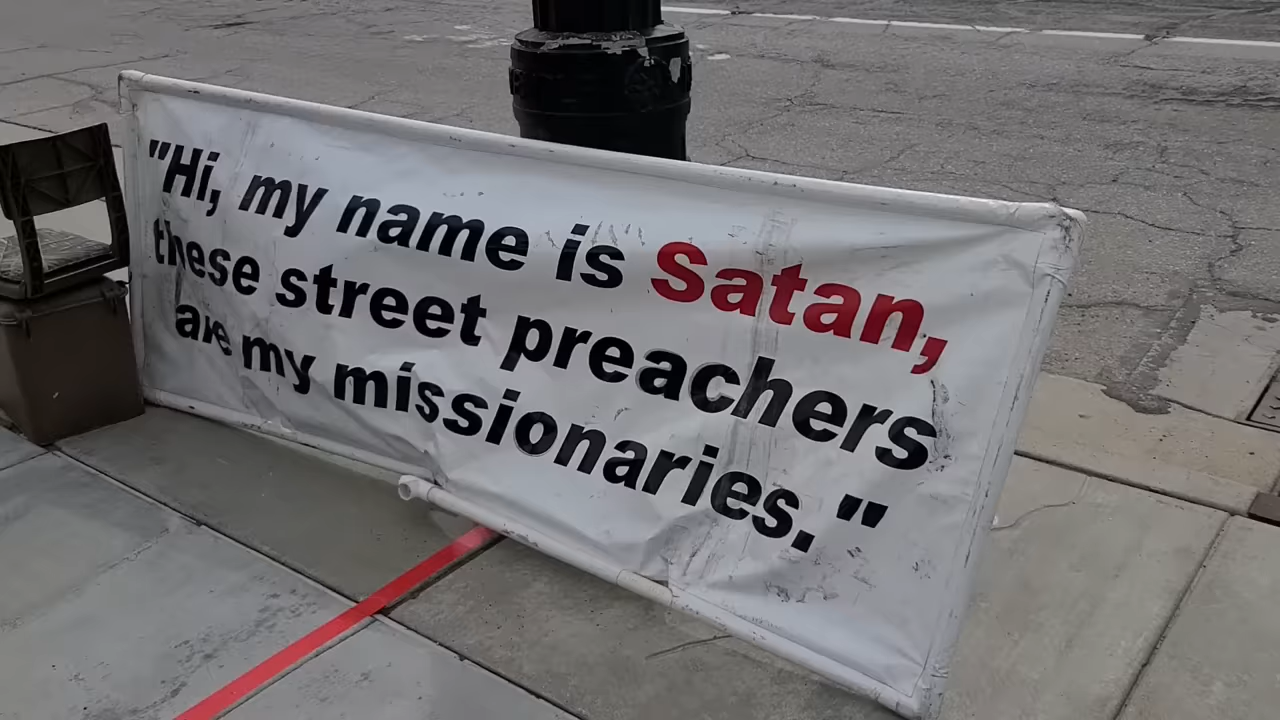 "Hi, my name is Satan,
these street preachers
are my missionaries."